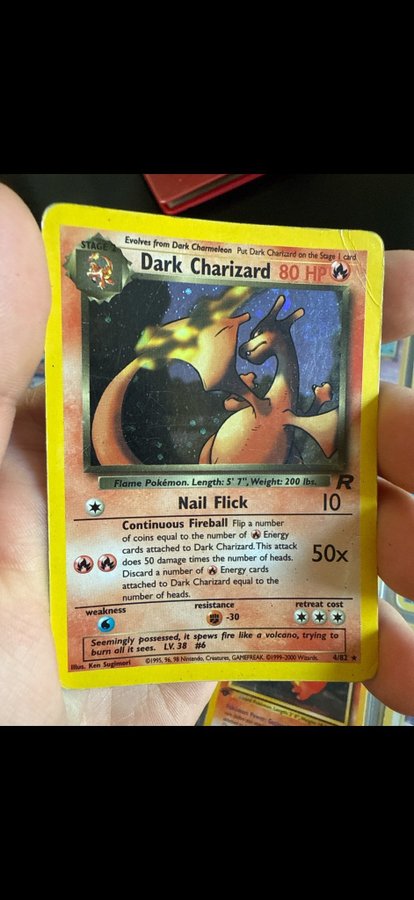 STAGE 2
Evolves from Dark Charmeleon Put Dark Charizard on the Stage 1 card
Dark Charizard 80 HP
Flame Pokémon. Length: 5' 7", Weight: 200 lbs.
R
Nail Flick 10
Continuous Fireball Flip a number
of coins equal to the number of Energy
cards attached to Dark Charizard. This attack
does 50 damage times the number of heads.
Discard a number of Energy cards
attached to Dark Charizard equal to the
number of heads.
50x
weakness resistance retreat cost
-30
Seemingly possessed, it spews fire like a volcano, trying to
burn all it sees. LV. 38 #6
Illus. Ken Sugimori ©1995, 96, 98 Nintendo, Creatures, GAMEFREAK. ©1999-2000 Wizards. 4/82 ★